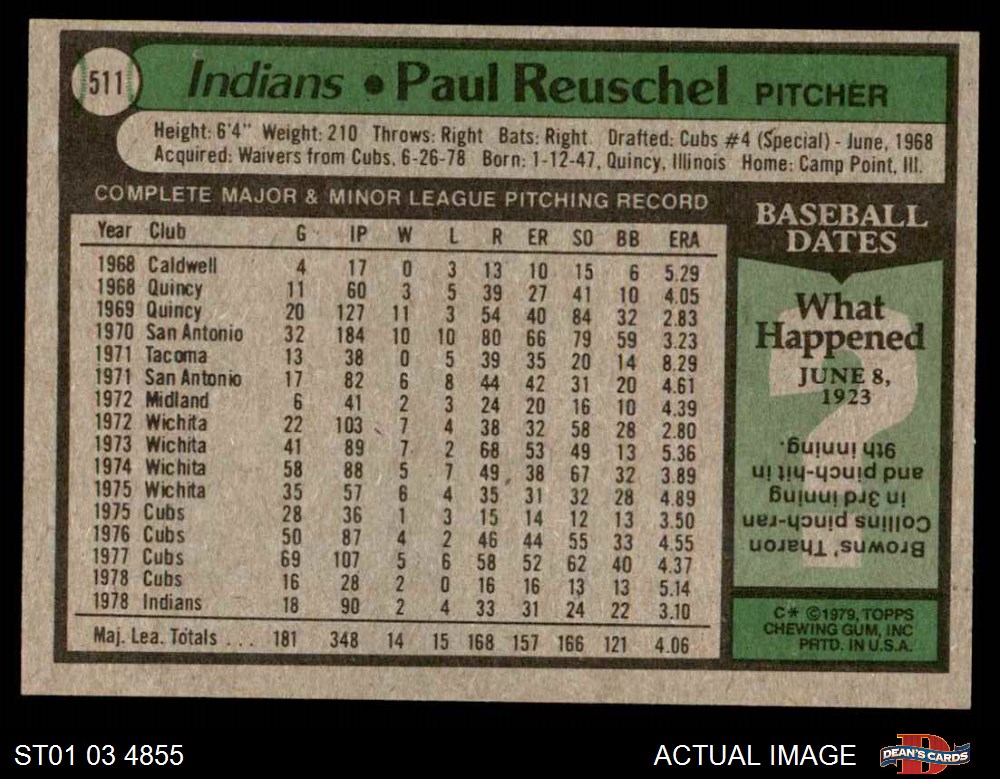 511
Indians • Paul Reuschel PITCHER
Height: 6'4" Weight: 210 Throws: Right Bats: Right Drafted: Cubs #4 (Special) - June, 1968
Acquired: Waivers from Cubs, 6-26-78 Born: 1-12-47, Quincy, Illinois Home: Camp Point, Ill.
COMPLETE MAJOR & MINOR LEAGUE PITCHING RECORD
Year Club G IP W L R ER SO BB ERA
1968 Caldwell 4 17 0 3 13 10 15 6 5.29
1968 Quincy 11 60 3 5 39 27 41 10 4.05
1969 Quincy 20 127 11 3 54 40 84 32 2.83
1970 San Antonio 32 184 10 10 80 66 79 59 3.23
1971 Tacoma 13 38 0 5 39 35 20 14 8.29
1971 San Antonio 17 82 6 8 44 42 31 20 4.61
1972 Midland 6 41 2 3 24 20 16 10 4.39
1972 Wichita 22 103 7 4 38 32 58 28 2.80
1973 Wichita 41 89 7 2 68 53 49 13 5.36
1974 Wichita 58 88 5 7 49 38 67 32 3.89
1975 Wichita 35 57 6 4 35 31 32 28 4.89
1975 Cubs 28 36 1 3 15 14 12 13 3.50
1976 Cubs 50 87 4 2 46 44 55 33 4.55
1977 Cubs 69 107 5 6 58 52 62 40 4.37
1978 Cubs 16 28 2 0 16 16 13 13 5.14
1978 Indians 18 90 2 4 33 31 24 22 3.10
Maj. Lea. Totals . . . 181 348 14 15 168 157 166 121 4.06
BASEBALL
DATES
What
Happened
JUNE 8,
1923
?
Browns' Tharon
Collins pinch-ran
in 3rd inning
and pinch-hit in
9th inning.
C* ©1979, TOPPS
CHEWING GUM, INC
PRTD. IN U.S.A.
ST01 03 4855
ACTUAL IMAGE
D
DEAN'S CARDS